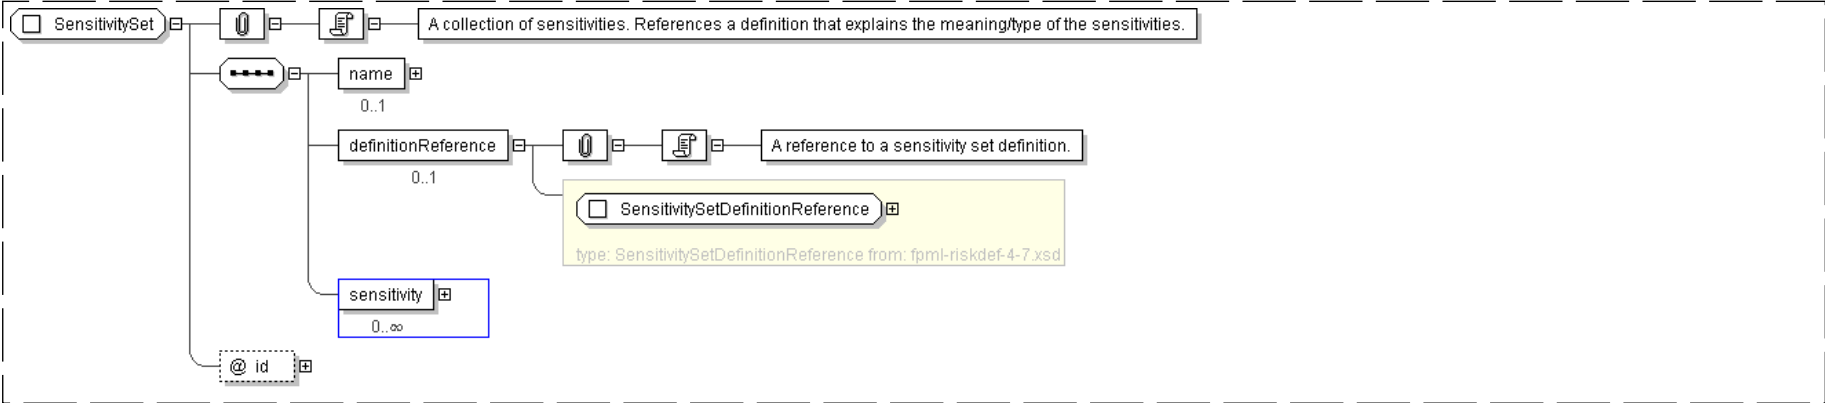 SensitivitySet
A collection of sensitivities. References a definition that explains the meaning/type of the sensitivities.
name
0..1
definitionReference
A reference to a sensitivity set definition.
0..1
SensitivitySetDefinitionReference
type: SensitivitySetDefinitionReference from: fpml-riskdef-4-7.xsd
sensitivity
0..∞
@ id